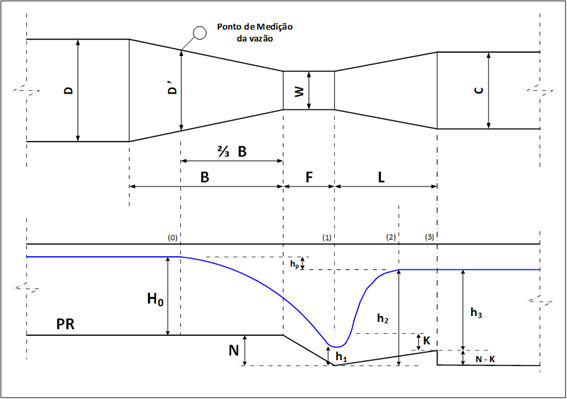 Ponto de Medição
da vazão
D
D'
W
C
⅔ B
B
F
L
(0)
(1)
(2)
(3)
hp
H0
h2
h3
PR
K
N
h1
N - K